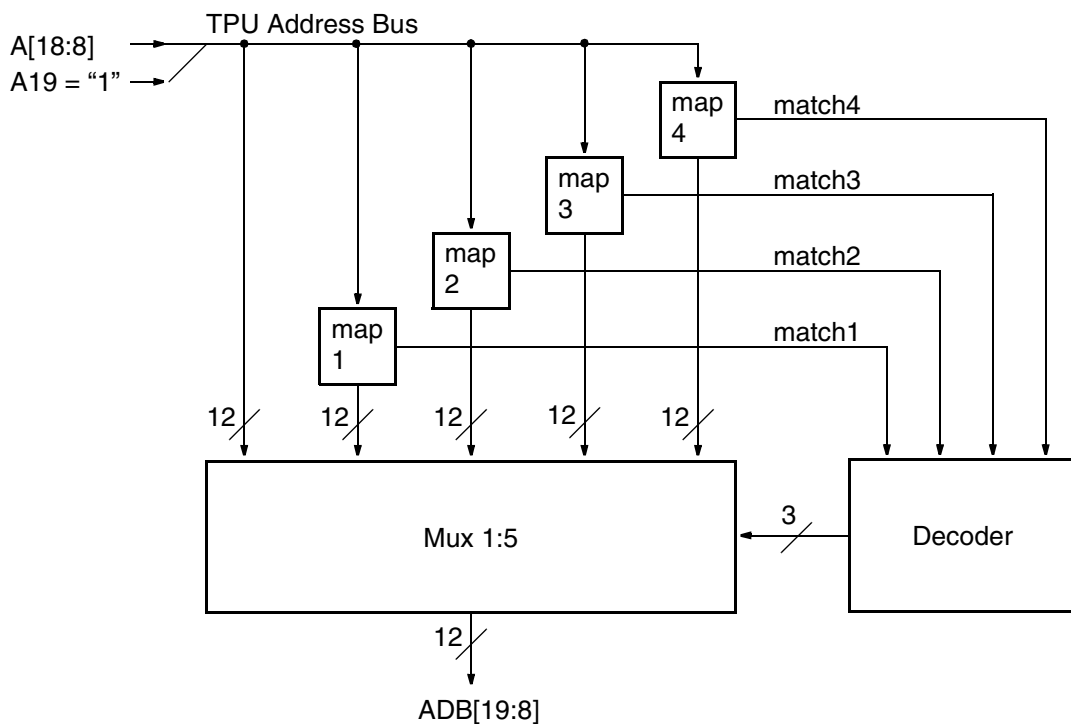 TPU Address Bus
A[18:8]
A19 = “1”
map
4
match4
map
3
match3
map
2
match2
map
1
match1
12
12
12
12
12
Mux 1:5
3
Decoder
12
ADB[19:8]